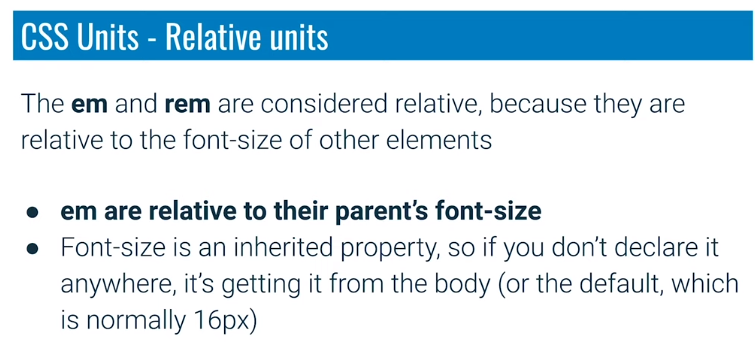 CSS Units - Relative units
The em and rem are considered relative, because they are
relative to the font-size of other elements
● em are relative to their parent’s font-size
● Font-size is an inherited property, so if you don’t declare it
anywhere, it’s getting it from the body (or the default, which
is normally 16px)